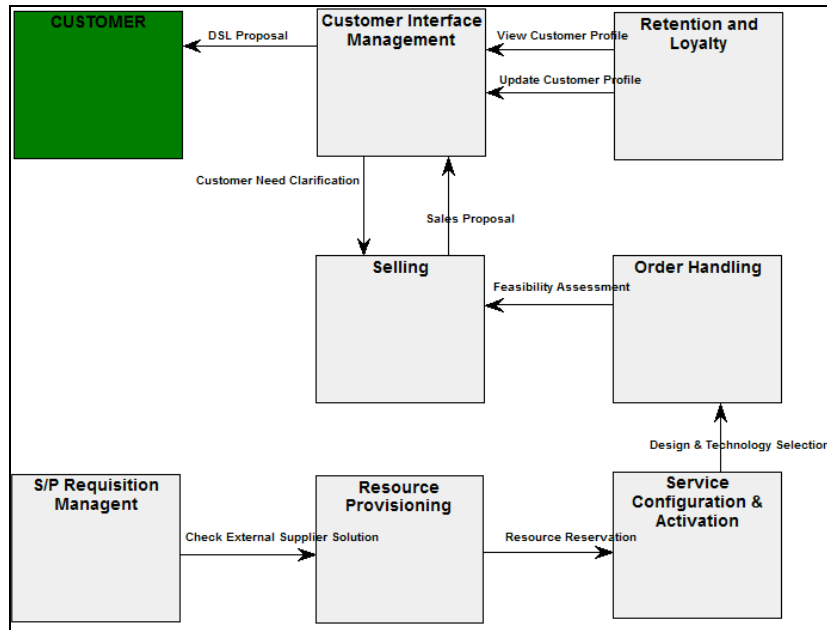 CUSTOMER
DSL Proposal
Customer Interface
Management
View Customer Profile
Update Customer Profile
Retention and
Loyalty
Customer Need Clarification
Sales Proposal
Selling
Feasibility Assessment
Order Handling
Design & Technology Selection
S/P Requisition
Managent
Check External Supplier Solution
Resource
Provisioning
Resource Reservation
Service
Configuration &
Activation